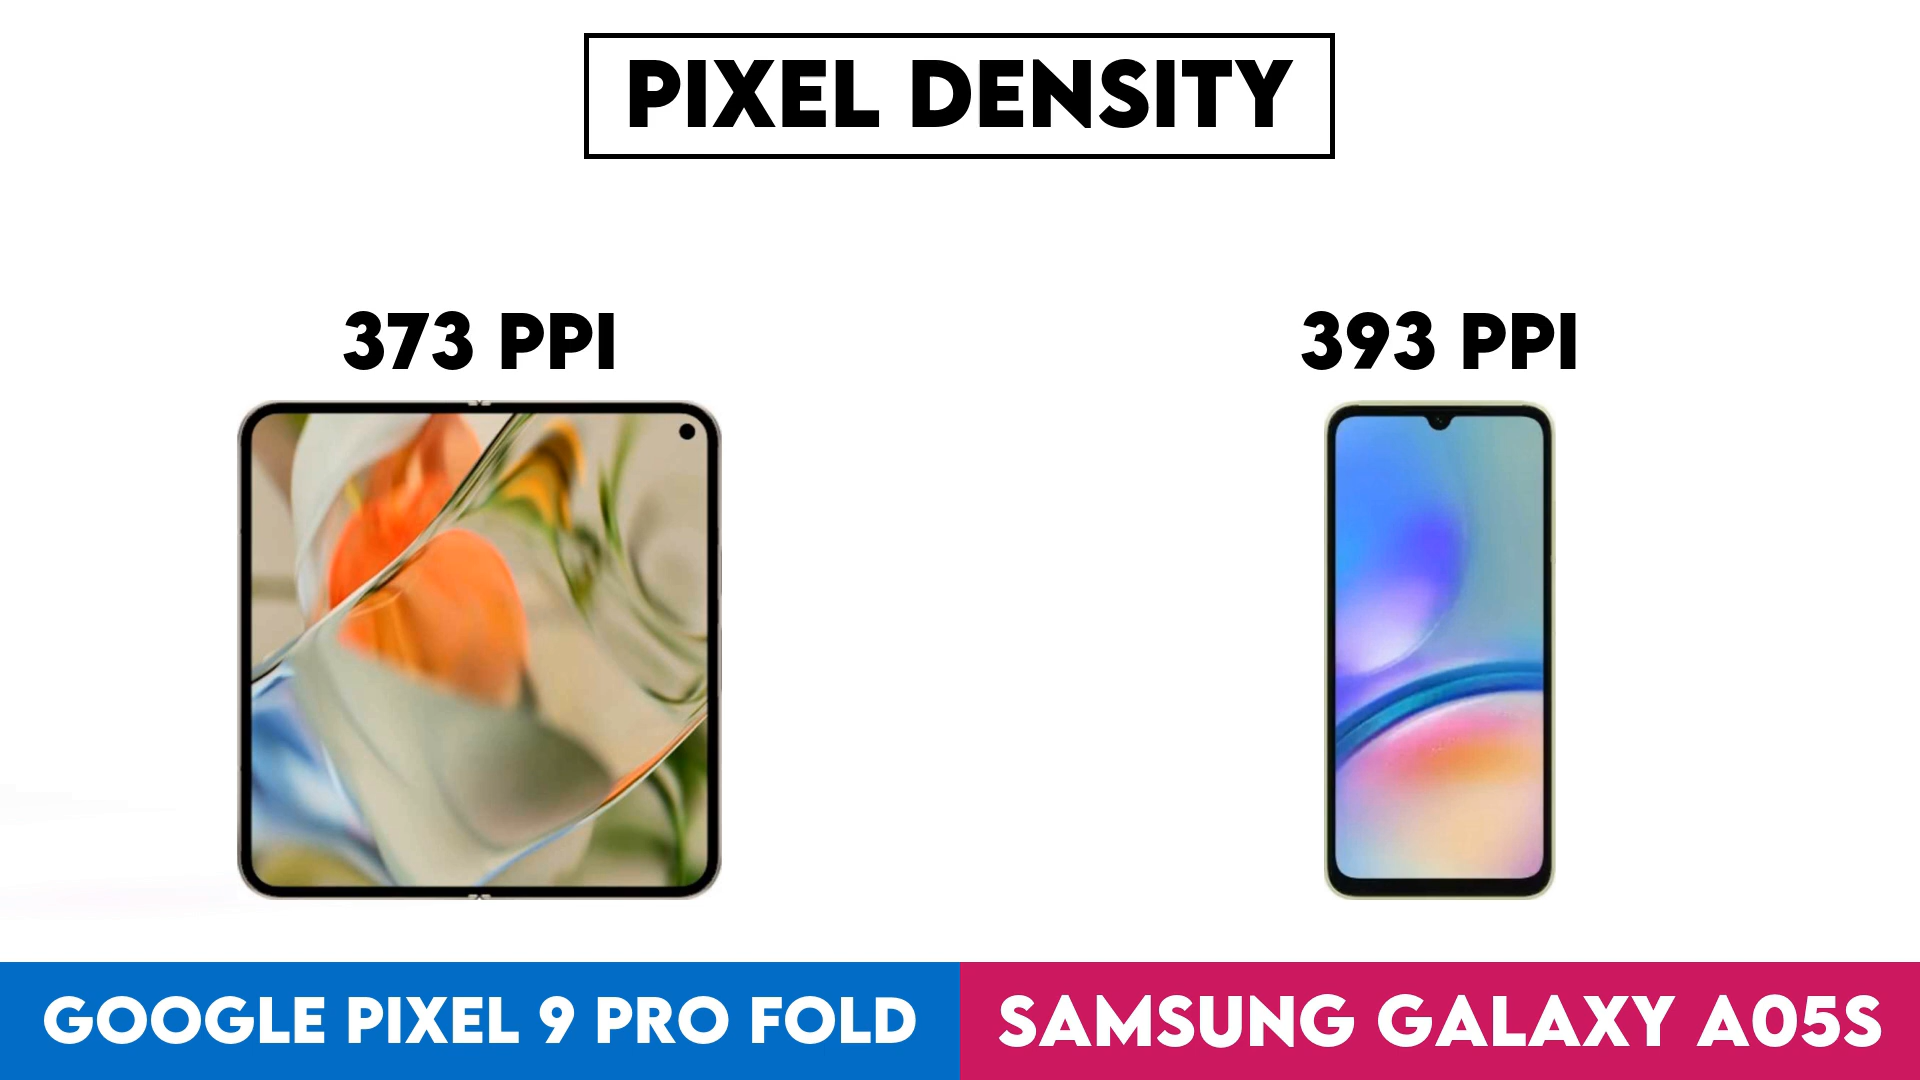 PIXEL DENSITY
373 PPI
393 PPI
GOOGLE PIXEL 9 PRO FOLD
SAMSUNG GALAXY A05S